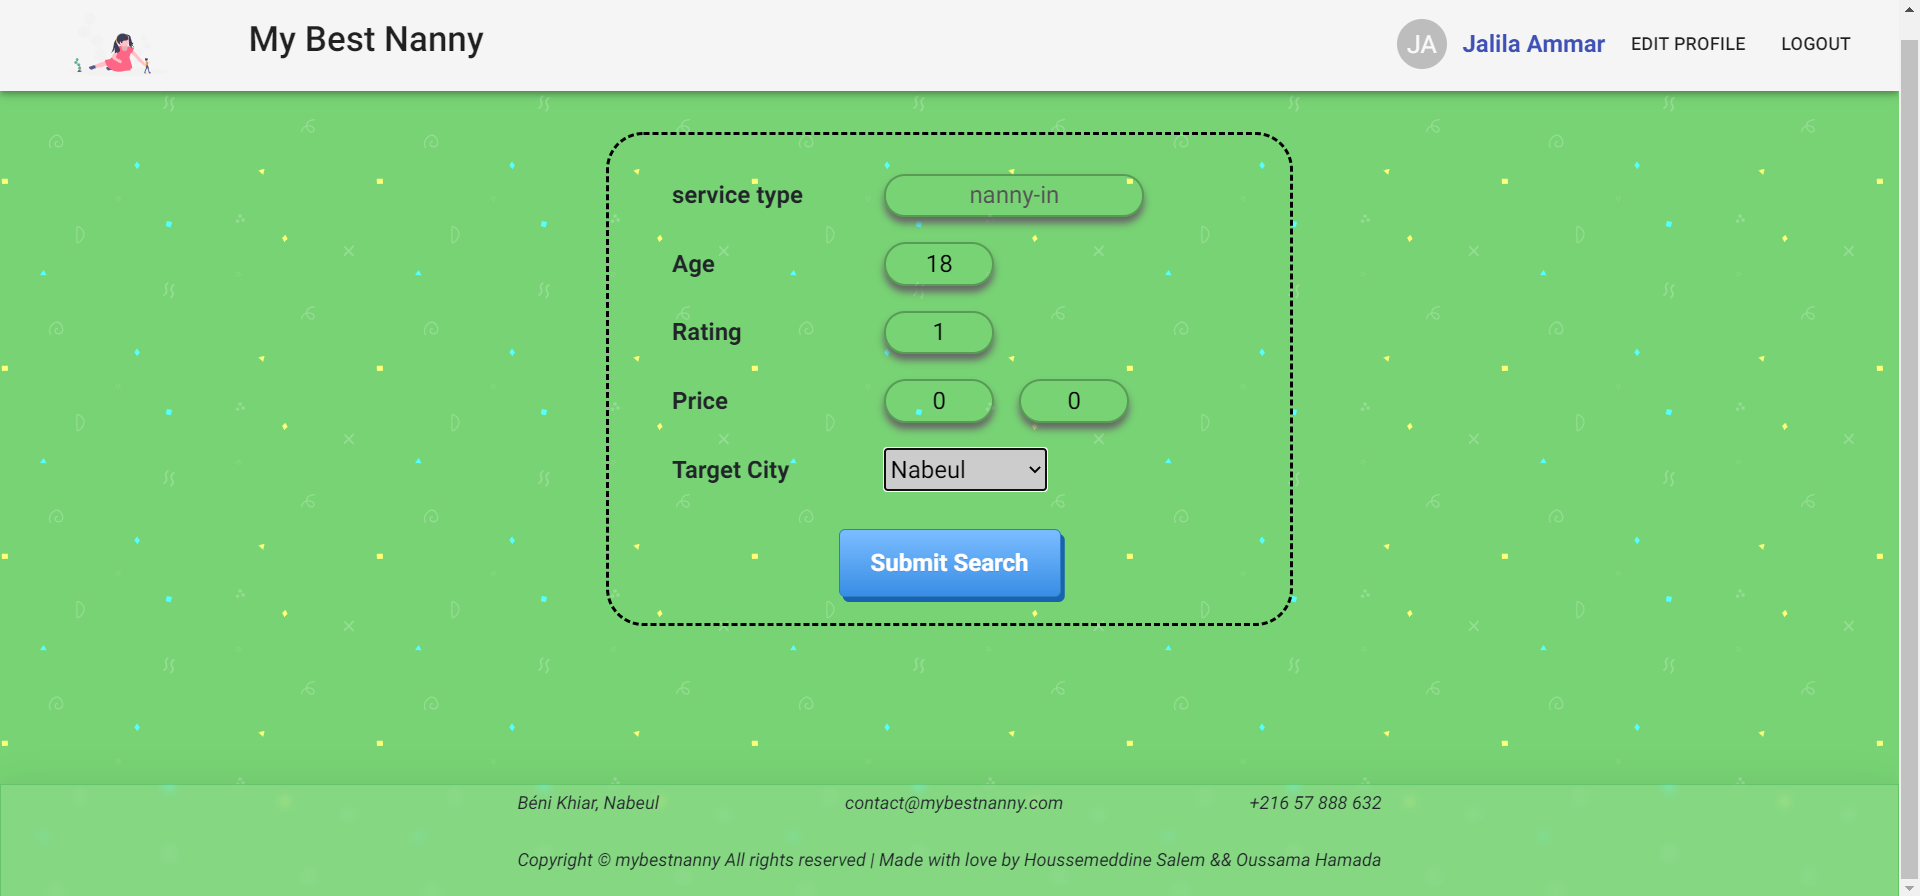 My Best Nanny
JA Jalila Ammar EDIT PROFILE LOGOUT
service type nanny-in
Age 18
Rating 1
Price 0 0
Target City Nabeul
Submit Search
Béni Khiar, Nabeul contact@mybestnanny.com +216 57 888 632
Copyright © mybestnanny All rights reserved | Made with love by Houssemeddine Salem && Oussama Hamada